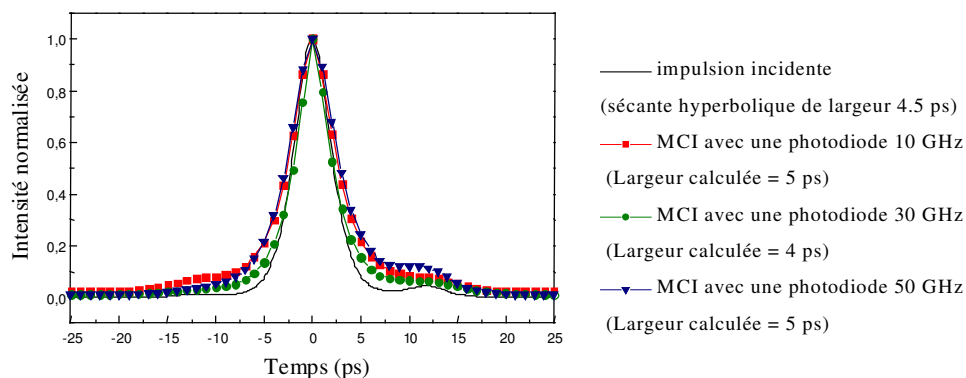 Intensité normalisée
1,0
0,8
0,6
0,4
0,2
0,0
-25 -20 -15 -10 -5 0 5 10 15 20 25
Temps (ps)
impulsion incidente
(sécante hyperbolique de largeur 4.5 ps)
MCI avec une photodiode 10 GHz
(Largeur calculée = 5 ps)
MCI avec une photodiode 30 GHz
(Largeur calculée = 4 ps)
MCI avec une photodiode 50 GHz
(Largeur calculée = 5 ps)